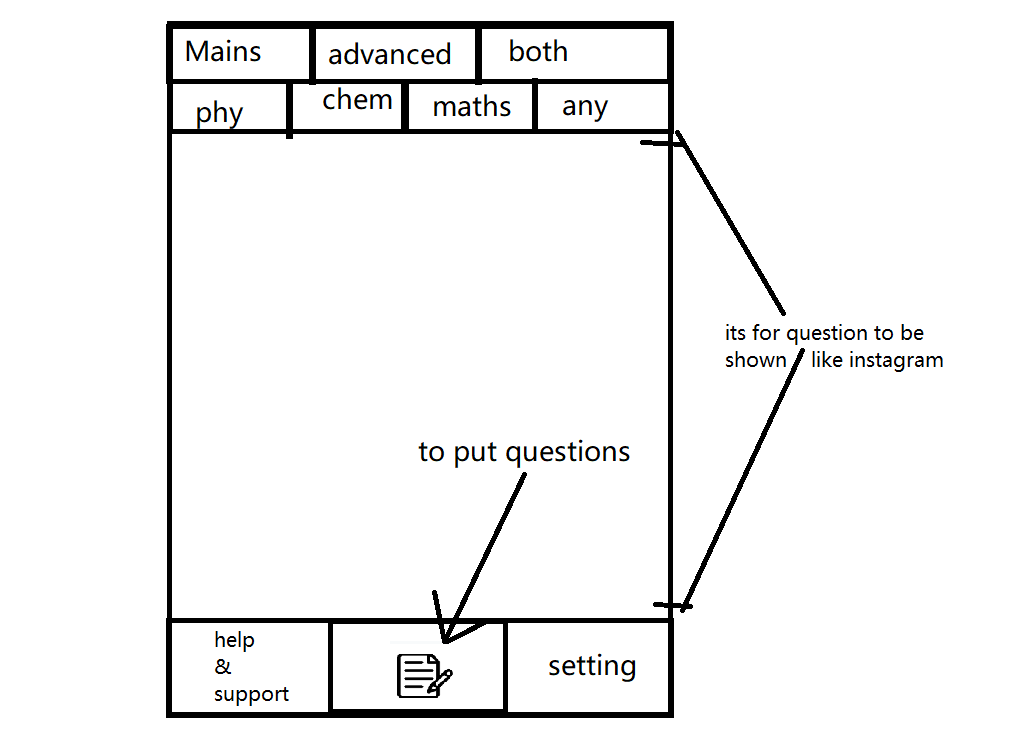 Mains
advanced
both
phy
chem
maths
any
its for question to be
shown like instagram
to put questions
help
&
support
setting